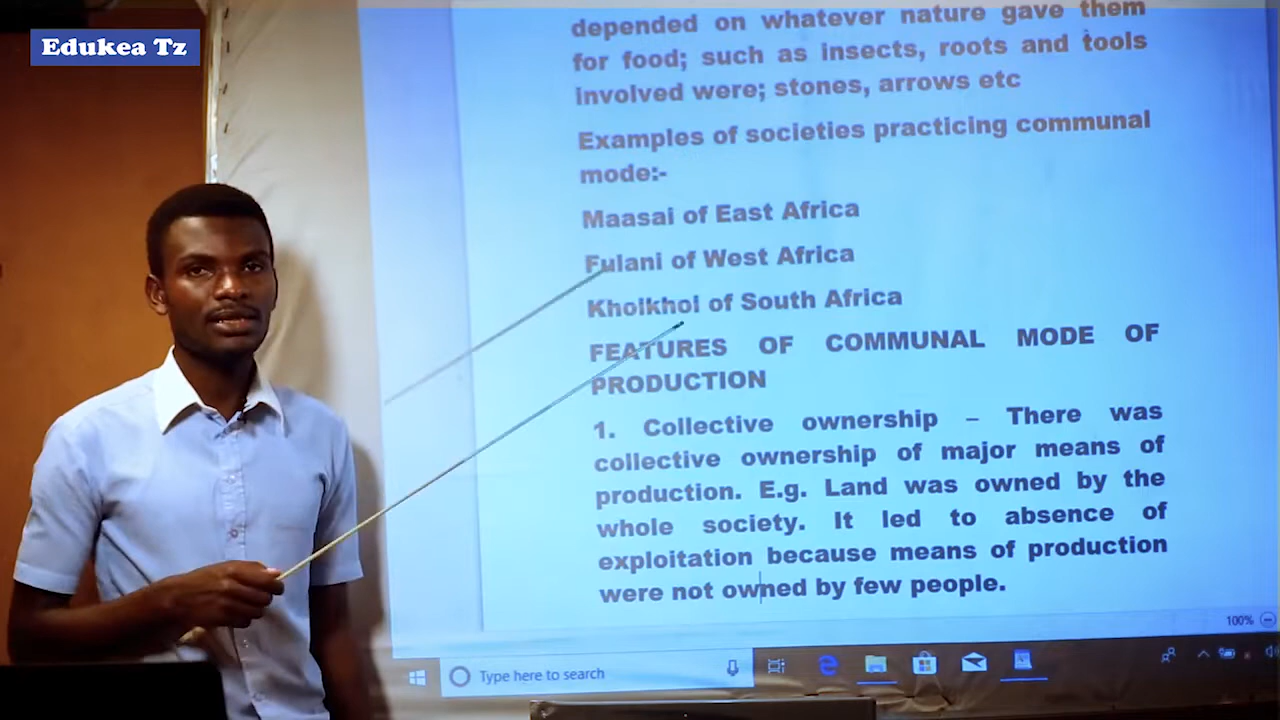 Edukea Tz
depended on whatever nature gave them
for food; such as insects, roots and tools
involved were; stones, arrows etc
Examples of societies practicing communal
mode:-
Maasai of East Africa
Fulani of West Africa
Khoikhoi of South Africa
FEATURES OF COMMUNAL MODE OF
PRODUCTION
1. Collective ownership – There was
collective ownership of major means of
production. E.g. Land was owned by the
whole society. It led to absence of
exploitation because means of production
were not owned by few people.
100%
Type here to search